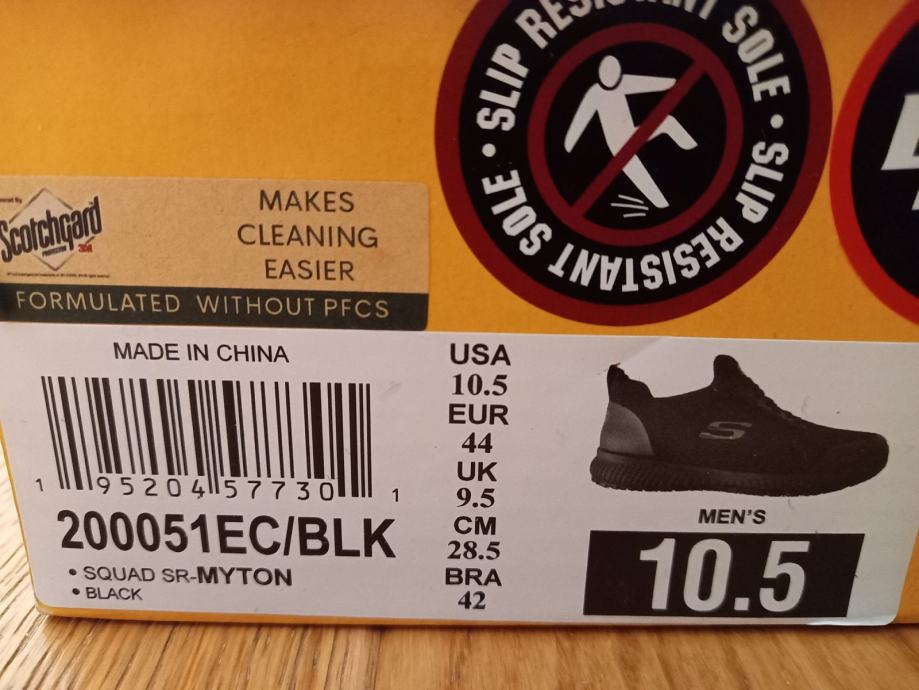 • SLIP RESISTANT SOLE • SLIP RESISTANT SOLE
Scotchgard
PROTECTION 3M
MAKES
CLEANING
EASIER
FORMULATED WITHOUT PFCS
MADE IN CHINA
1 95204 57730 1
200051EC/BLK
• SQUAD SR-MYTON
• BLACK
USA
10.5
EUR
44
UK
9.5
CM
28.5
BRA
42
S
MEN'S
10.5